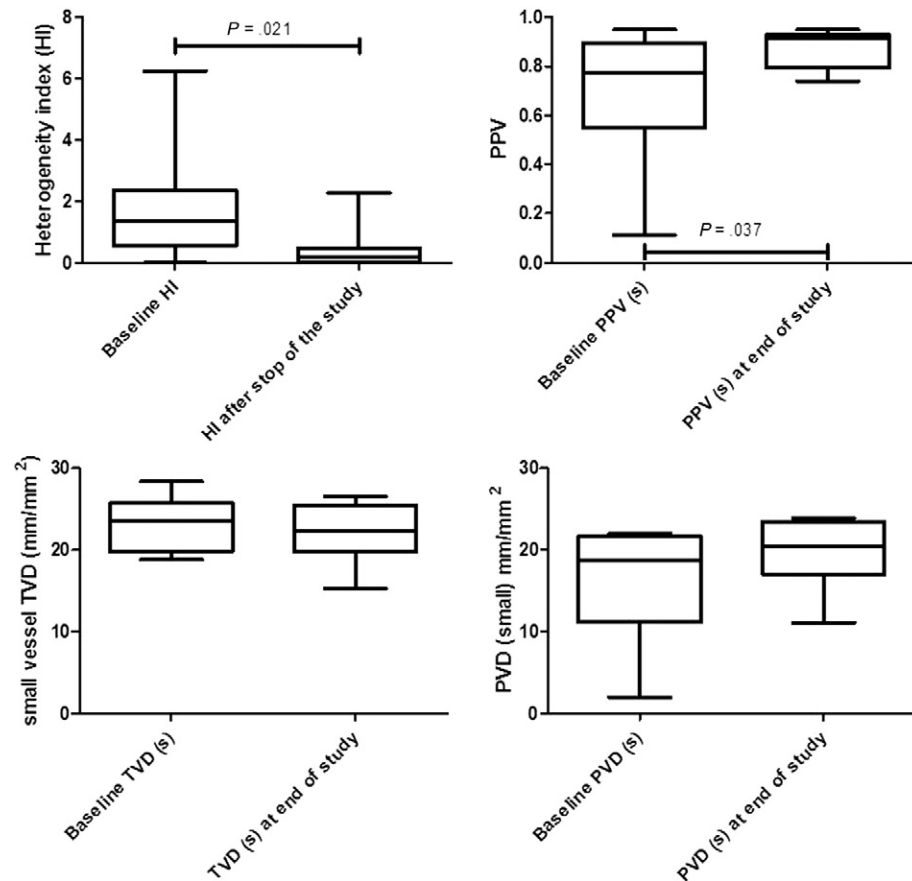 Heterogeneity index (HI)
8
6
4
2
0
P = .021
Baseline HI
HI after stop of the study
PPV
1.0
0.8
0.6
0.4
0.2
0.0
P = .037
Baseline PPV (s)
PPV (s) at end of study
small vessel TVD (mm/mm²)
30
20
10
0
Baseline TVD (s)
TVD (s) at end of study
PVD (small) mm/mm²
30
20
10
0
Baseline PVD (s)
PVD (s) at end of study